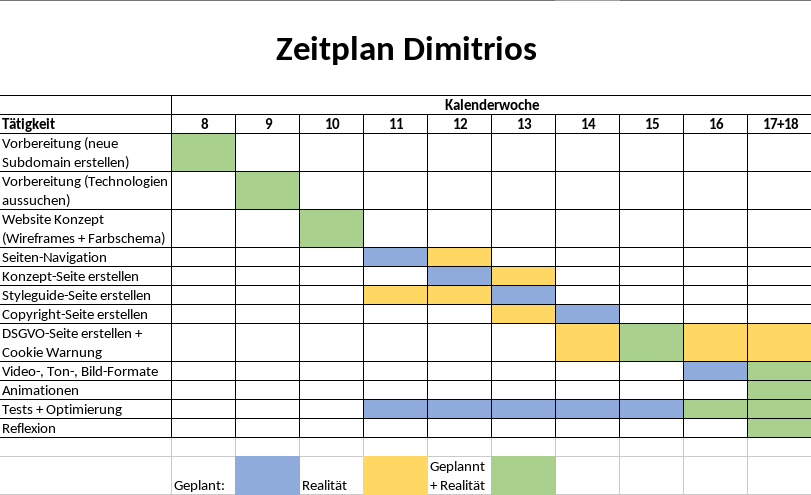 Zeitplan Dimitrios
Kalenderwoche
Tätigkeit 8 9 10 11 12 13 14 15 16 17+18
Vorbereitung (neue
Subdomain erstellen)
Vorbereitung (Technologien
aussuchen)
Website Konzept
(Wireframes + Farbschema)
Seiten-Navigation
Konzept-Seite erstellen
Styleguide-Seite erstellen
Copyright-Seite erstellen
DSGVO-Seite erstellen +
Cookie Warnung
Video-, Ton-, Bild-Formate
Animationen
Tests + Optimierung
Reflexion
Geplant:
Realität
Geplannt
+ Realität